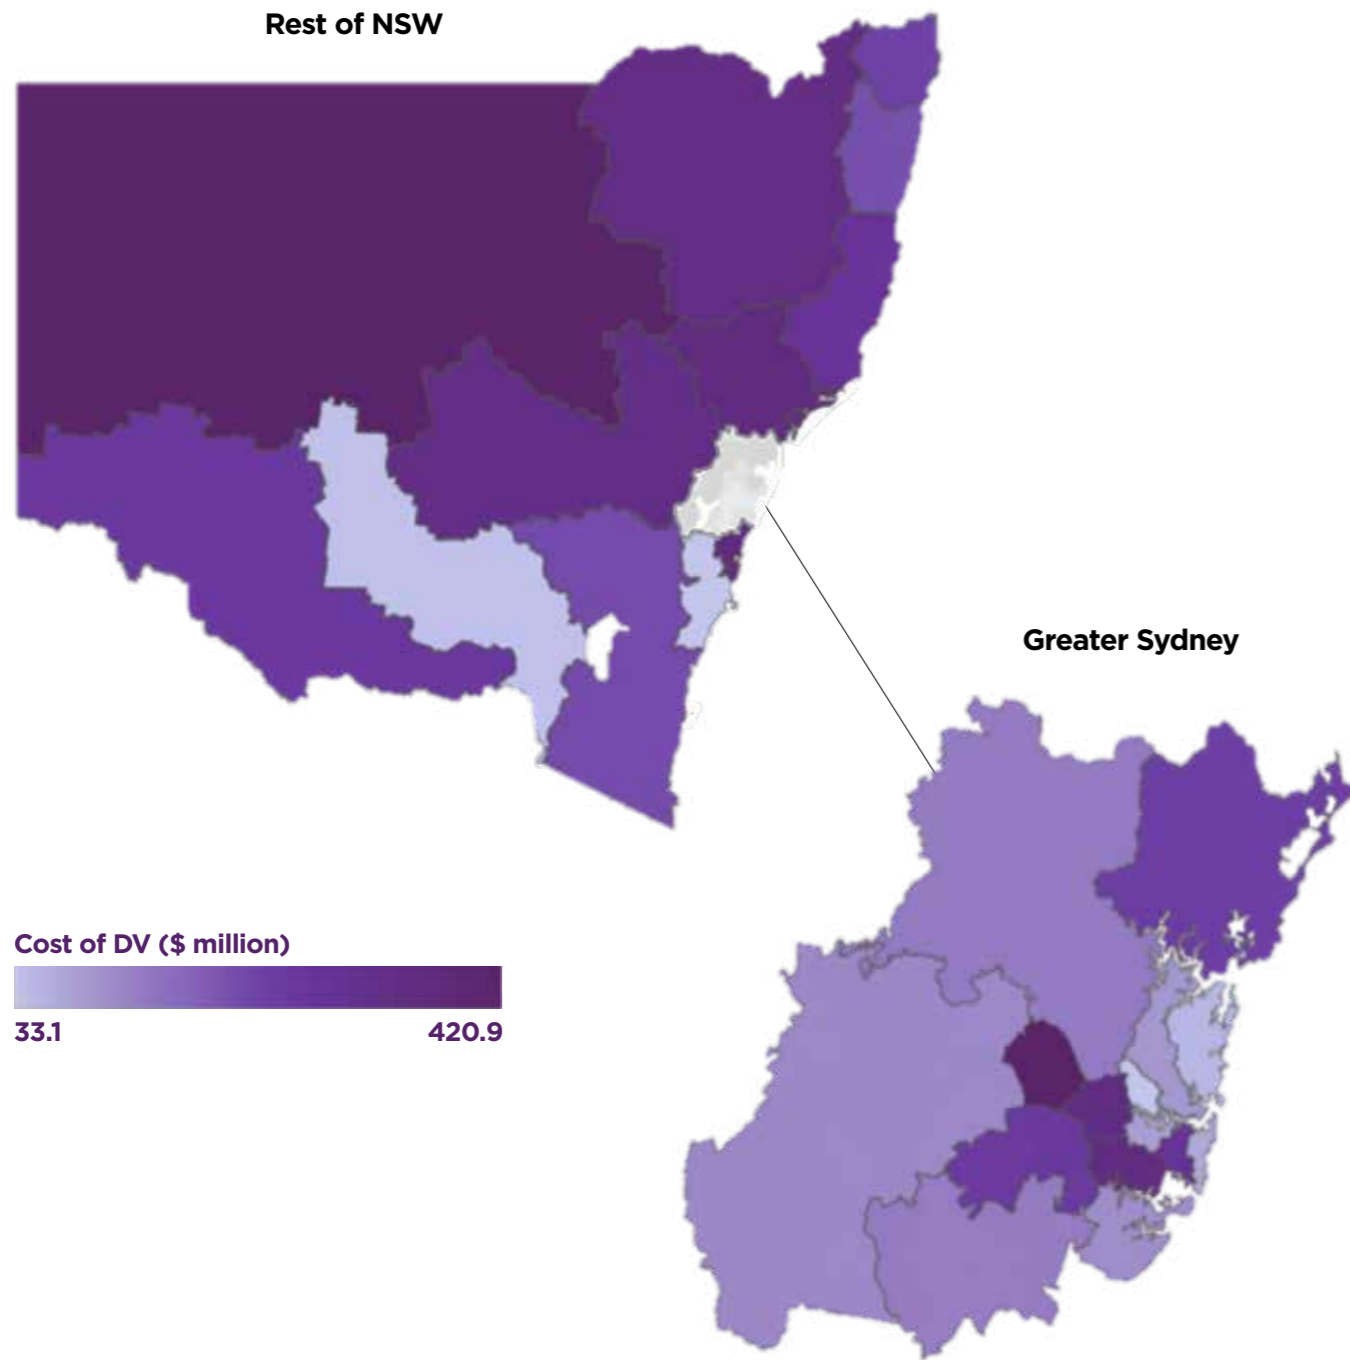 Rest of NSW
Greater Sydney
Cost of DV ($ million)
33.1
420.9